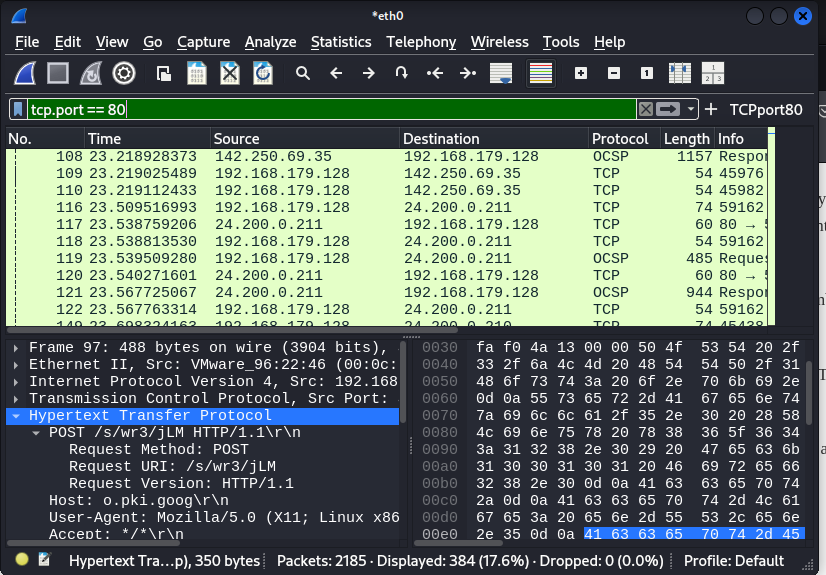 *eth0
File Edit View Go Capture Analyze Statistics Telephony Wireless Tools Help
tcp.port == 80 TCPport80
No. Time Source Destination Protocol Length Info
108 23.218928373 142.250.69.35 192.168.179.128 OCSP 1157 Respon
109 23.219025489 192.168.179.128 142.250.69.35 TCP 54 45976
110 23.219112433 192.168.179.128 142.250.69.35 TCP 54 45982
116 23.509516993 192.168.179.128 24.200.0.211 TCP 74 59162
117 23.538759206 24.200.0.211 192.168.179.128 TCP 60 80 → 5
118 23.538813530 192.168.179.128 24.200.0.211 TCP 54 59162
119 23.539509280 192.168.179.128 24.200.0.211 OCSP 485 Reques
120 23.540271601 24.200.0.211 192.168.179.128 TCP 60 80 → 5
121 23.567725067 24.200.0.211 192.168.179.128 OCSP 944 Respon
122 23.567763314 192.168.179.128 24.200.0.211 TCP 54 59162
149 23.698324163 192.168.179.128 24.200.0.210 TCP 74 45438
Frame 97: 488 bytes on wire (3904 bits),
Ethernet II, Src: VMware_96:22:46 (00:0c:
Internet Protocol Version 4, Src: 192.168
Transmission Control Protocol, Src Port:
Hypertext Transfer Protocol
POST /s/wr3/jLM HTTP/1.1\r\n
Request Method: POST
Request URI: /s/wr3/jLM
Request Version: HTTP/1.1
Host: o.pki.goog\r\n
User-Agent: Mozilla/5.0 (X11; Linux x86
Accept: */*\r\n
0030 fa f0 4a 13 00 00 50 4f 53 54 20 2f
0040 33 2f 6a 4c 4d 20 48 54 54 50 2f 31
0050 48 6f 73 74 3a 20 6f 2e 70 6b 69 2e
0060 0d 0a 55 73 65 72 2d 41 67 65 6e 74
0070 7a 69 6c 6c 61 2f 35 2e 30 20 28 58
0080 4c 69 6e 75 78 20 78 38 36 5f 36 34
0090 3a 31 32 38 2e 30 29 20 47 65 63 6b
00a0 31 30 30 31 30 31 20 46 69 72 65 66
00b0 32 38 2e 30 0d 0a 41 63 63 65 70 74
00c0 2a 0d 0a 41 63 63 65 70 74 2d 4c 61
00d0 67 65 3a 20 65 6e 2d 55 53 2c 65 6e
00e0 2e 35 0d 0a 41 63 63 65 70 74 2d 45
Hypertext Tra…p), 350 bytes Packets: 2185 · Displayed: 384 (17.6%) · Dropped: 0 (0.0%) Profile: Default